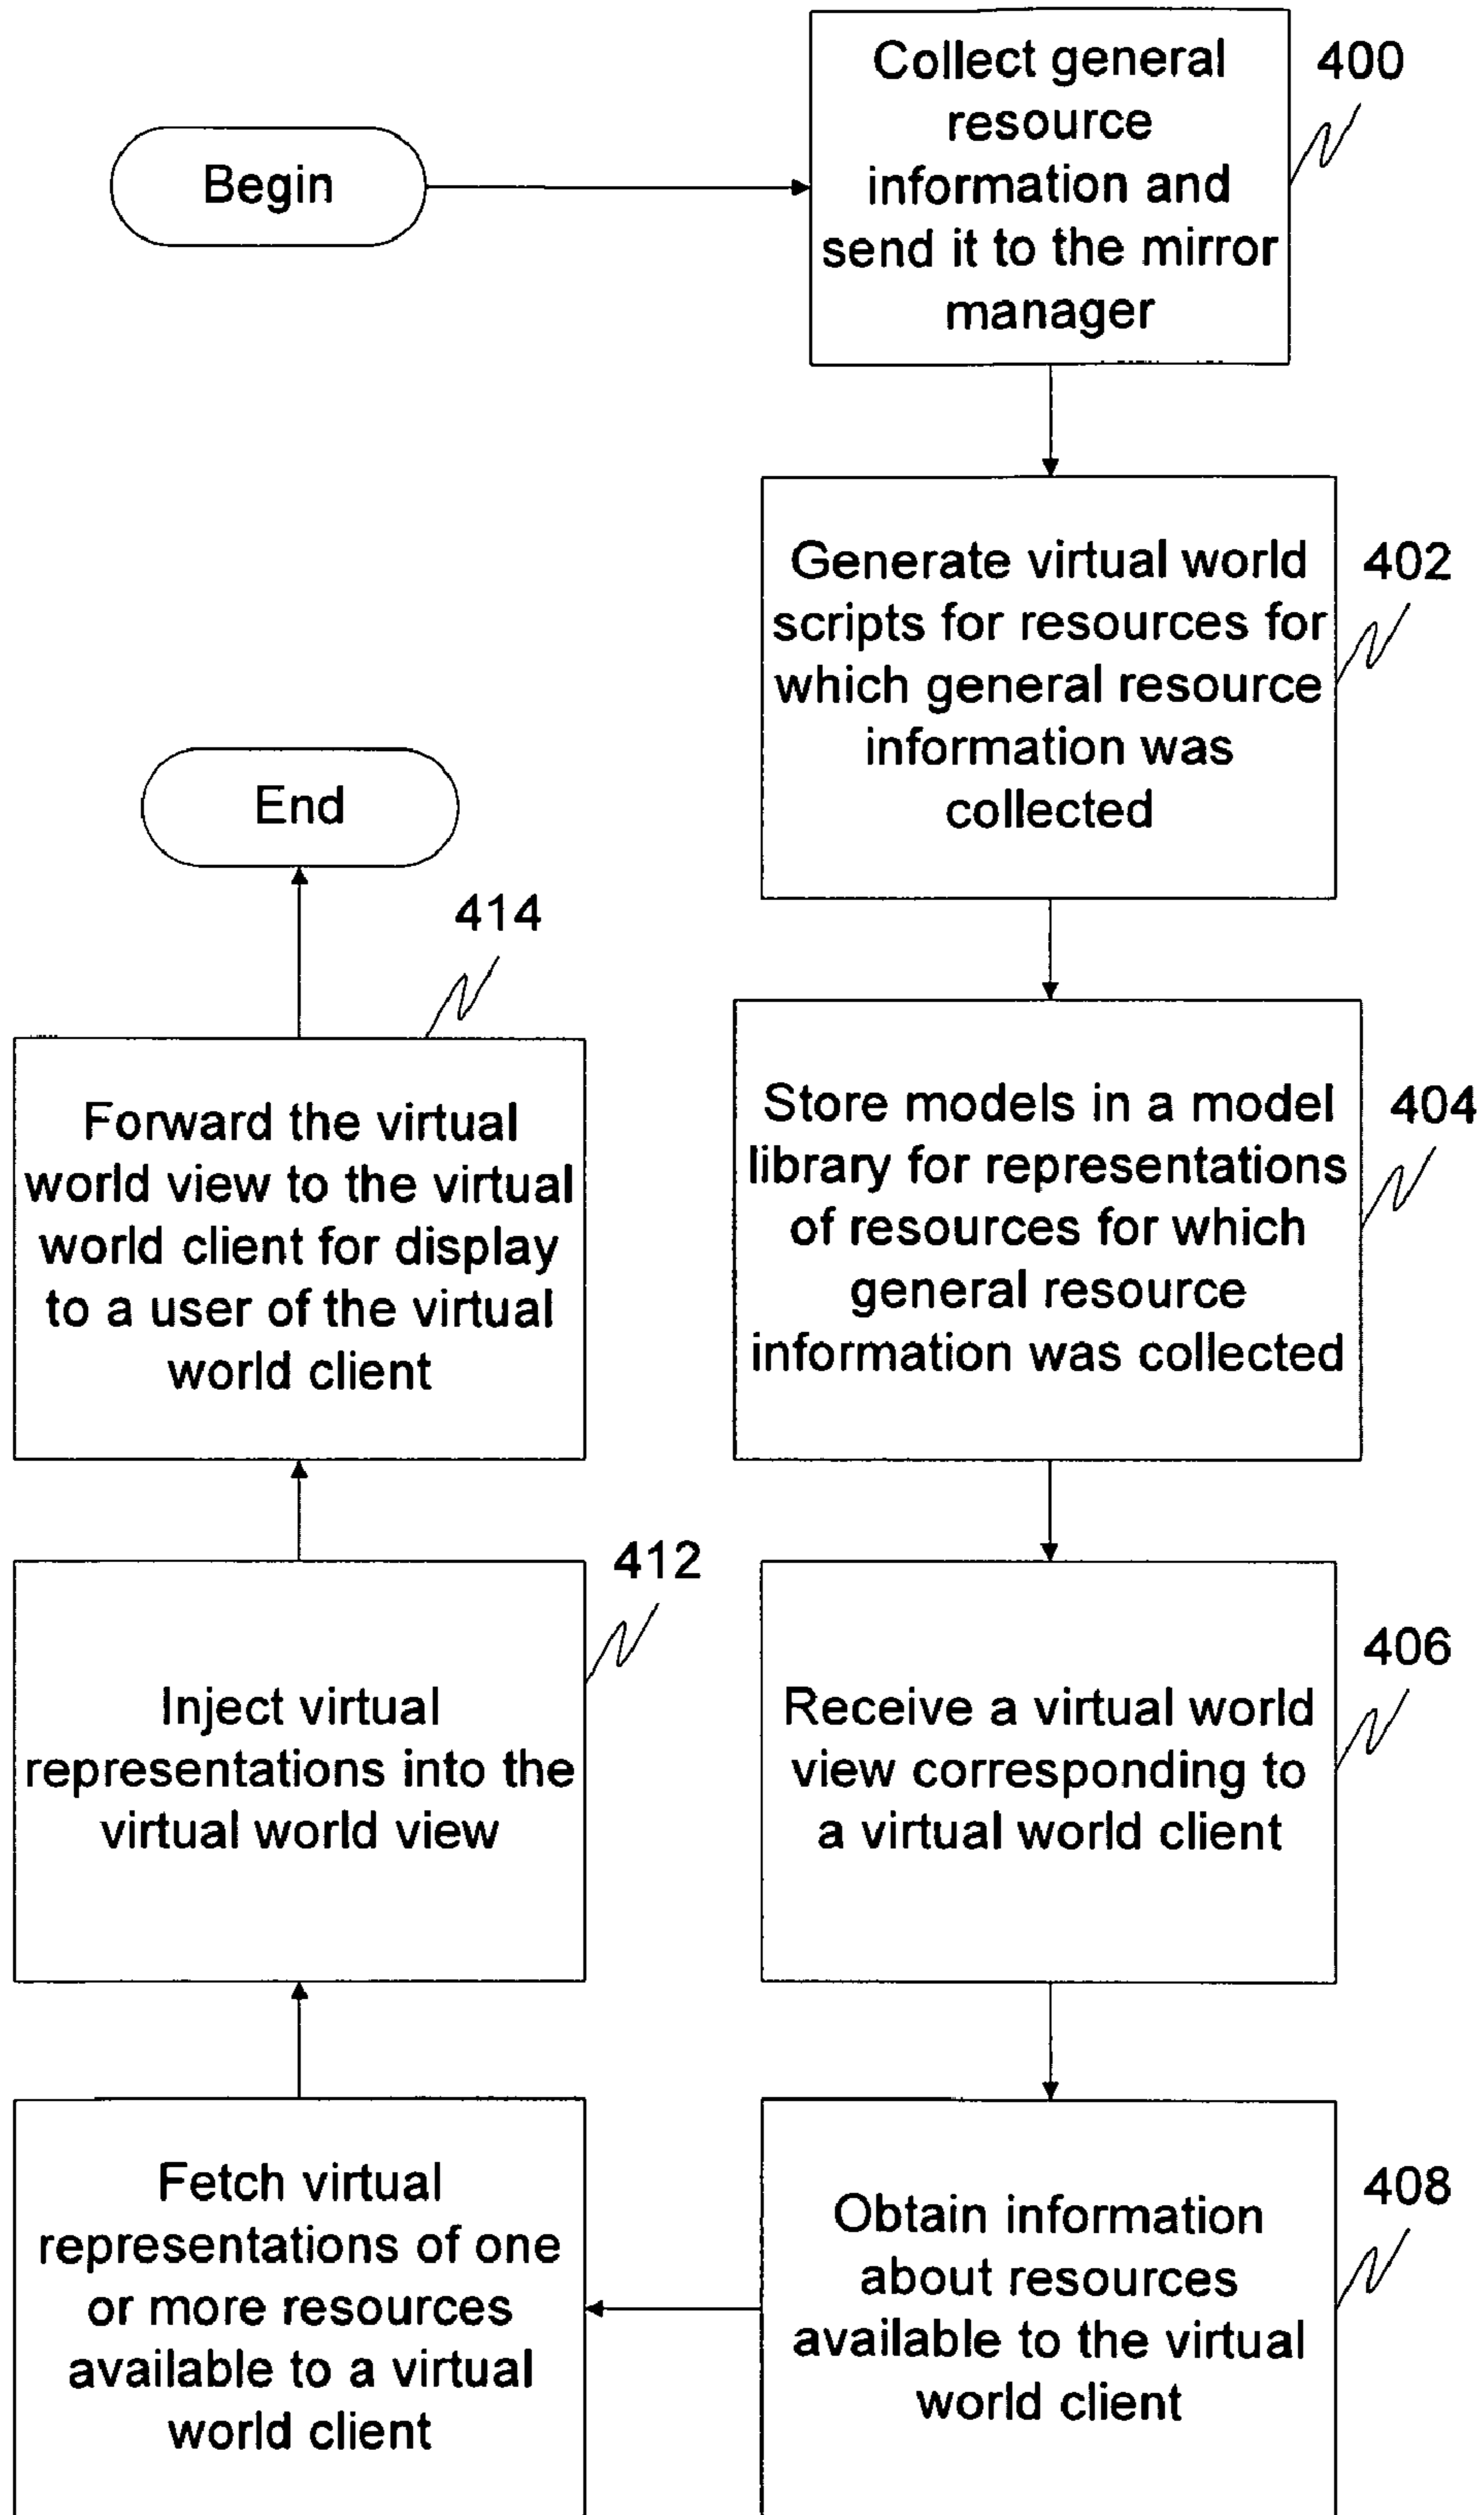 Begin
Collect general
resource
information and
send it to the mirror
manager
400
Generate virtual world
scripts for resources for
which general resource
information was
collected
402
Store models in a model
library for representations
of resources for which
general resource
information was collected
404
Receive a virtual world
view corresponding to
a virtual world client
406
Obtain information
about resources
available to the virtual
world client
408
Fetch virtual
representations of one
or more resources
available to a virtual
world client
Inject virtual
representations into the
virtual world view
412
Forward the virtual
world view to the virtual
world client for display
to a user of the virtual
world client
414
End